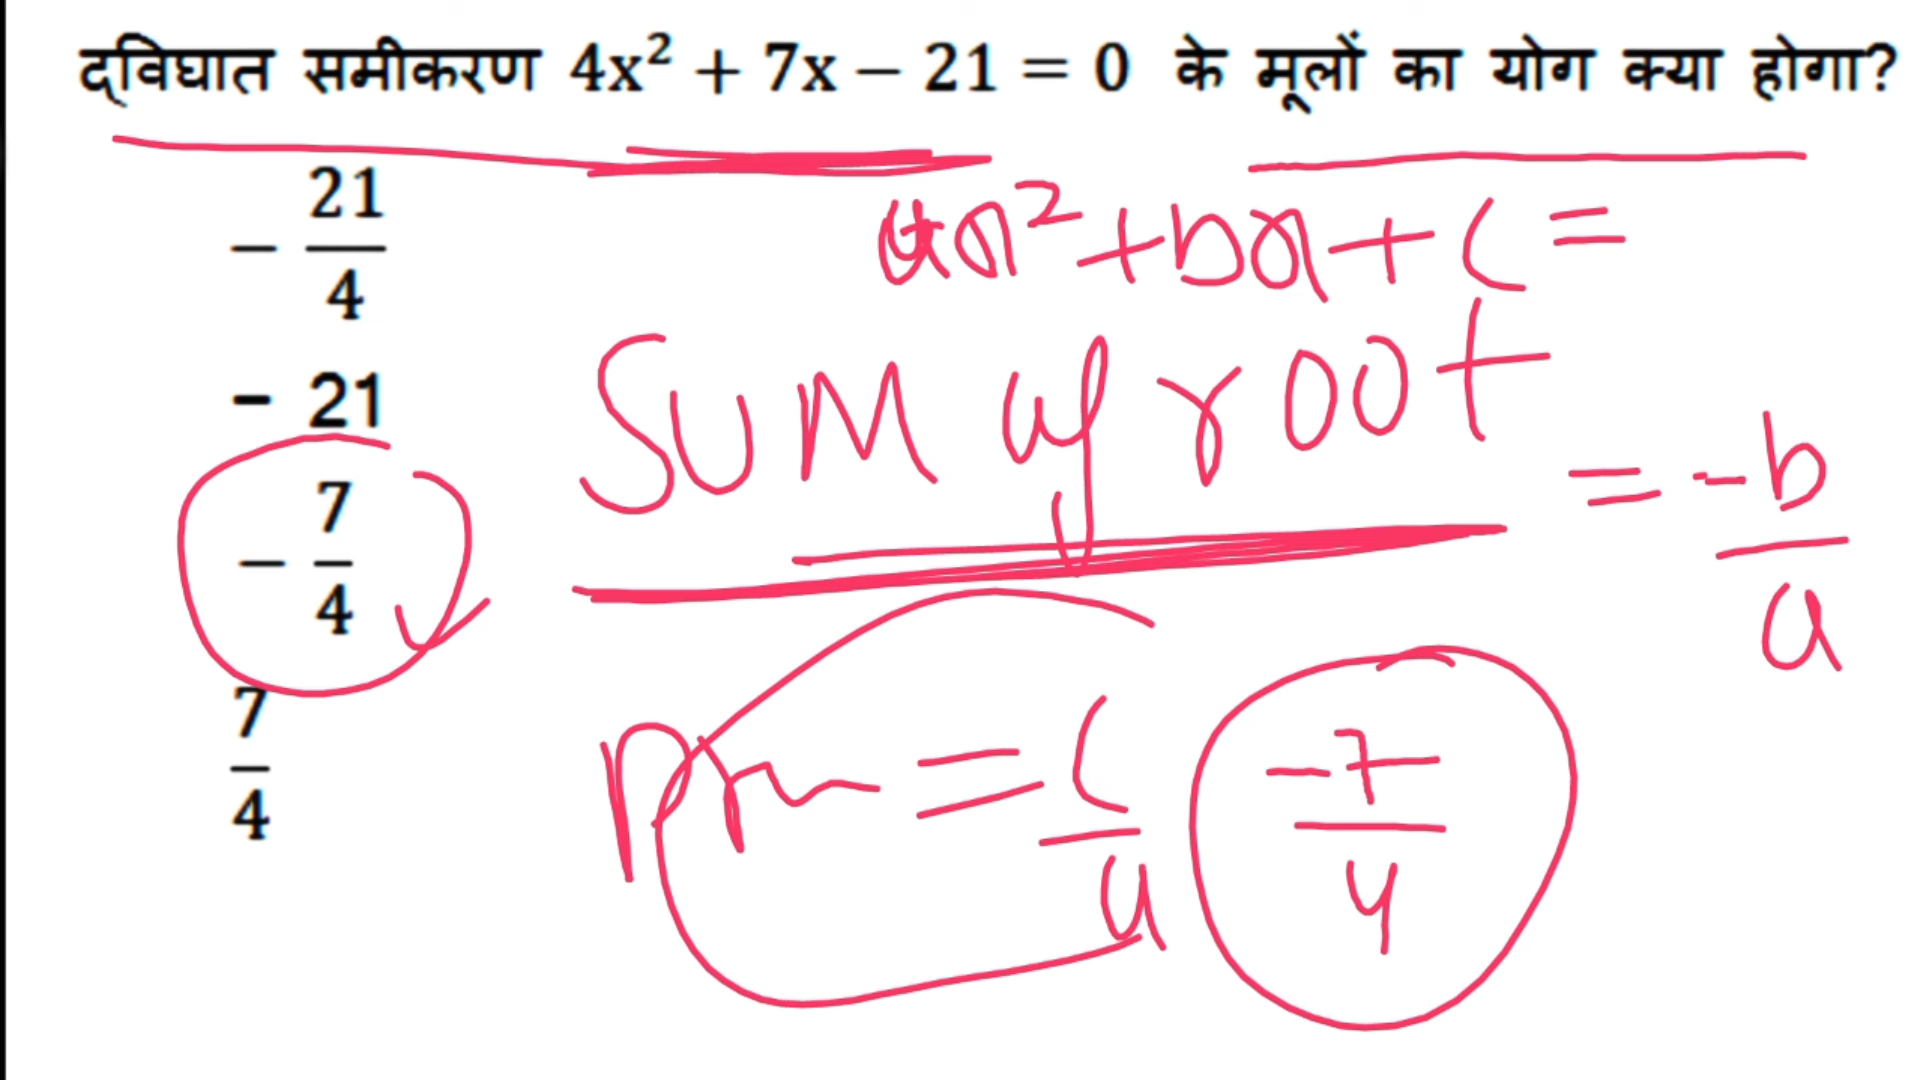 द्विघात समीकरण 4x² + 7x − 21 = 0 के मूलों का योग क्या होगा?
− 21/4
ax² + bx + c =
− 21
Sum of root = -b/a
− 7/4
7/4
= c/a
-7/4